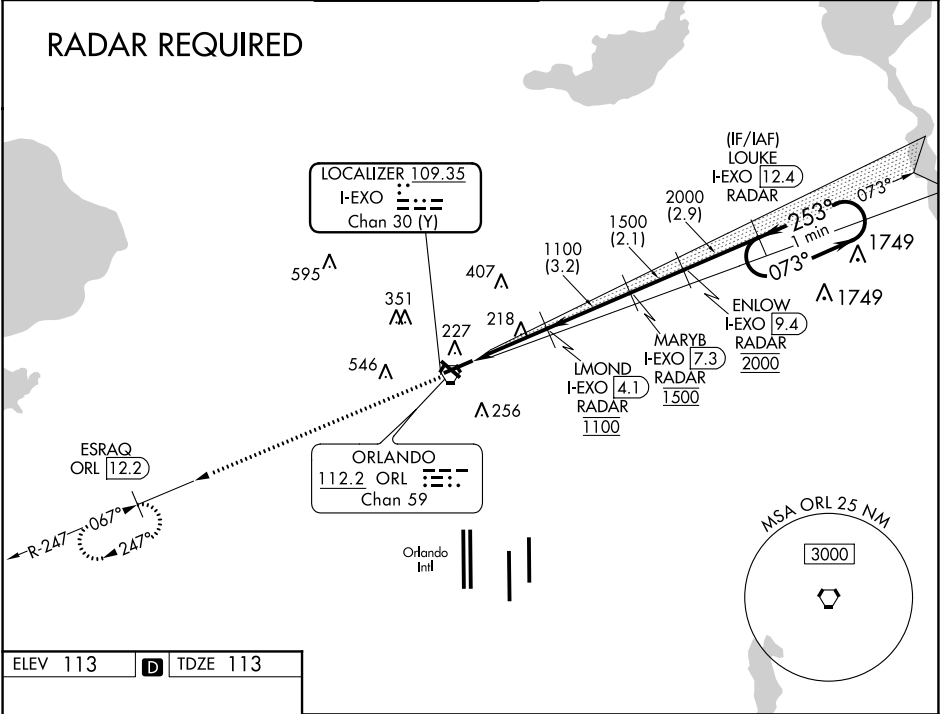 RADAR REQUIRED
(IF/IAF)
LOUKE
I-EXO 12.4
RADAR
LOCALIZER 109.35
I-EXO
Chan 30 (Y)
2000
(2.9)
1500
(2.1)
1100
(3.2)
073°
253°
1 min
073°
1749
1749
595
407
351
227
218
546
256
ENLOW
I-EXO 9.4
RADAR
2000
MARYB
I-EXO 7.3
RADAR
1500
LMOND
I-EXO 4.1
RADAR
1100
ORLANDO
112.2 ORL
Chan 59
ESRAQ
ORL 12.2
R-247
067°
247°
Orlando
Intl
MSA ORL 25 NM
3000
ELEV 113 D TDZE 113